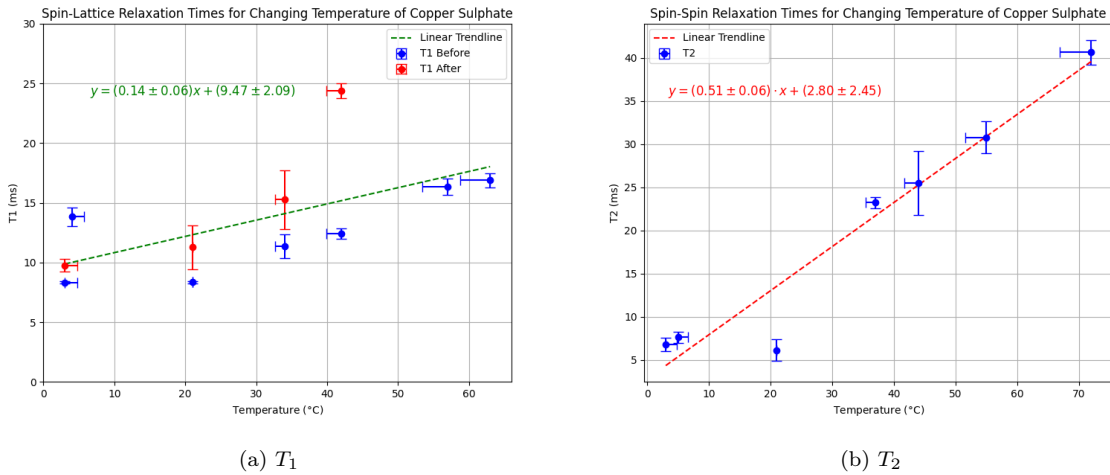 Spin-Lattice Relaxation Times for Changing Temperature of Copper Sulphate
30
25
20
15
10
5
0
T1 (ms)
Linear Trendline
T1 Before
T1 After
y = (0.14 ± 0.06)x + (9.47 ± 2.09)
0 10 20 30 40 50 60
Temperature (°C)
(a) T₁
Spin-Spin Relaxation Times for Changing Temperature of Copper Sulphate
40
35
30
25
20
15
10
5
T2 (ms)
Linear Trendline
T2
y = (0.51 ± 0.06) · x + (2.80 ± 2.45)
0 10 20 30 40 50 60 70
Temperature (°C)
(b) T₂